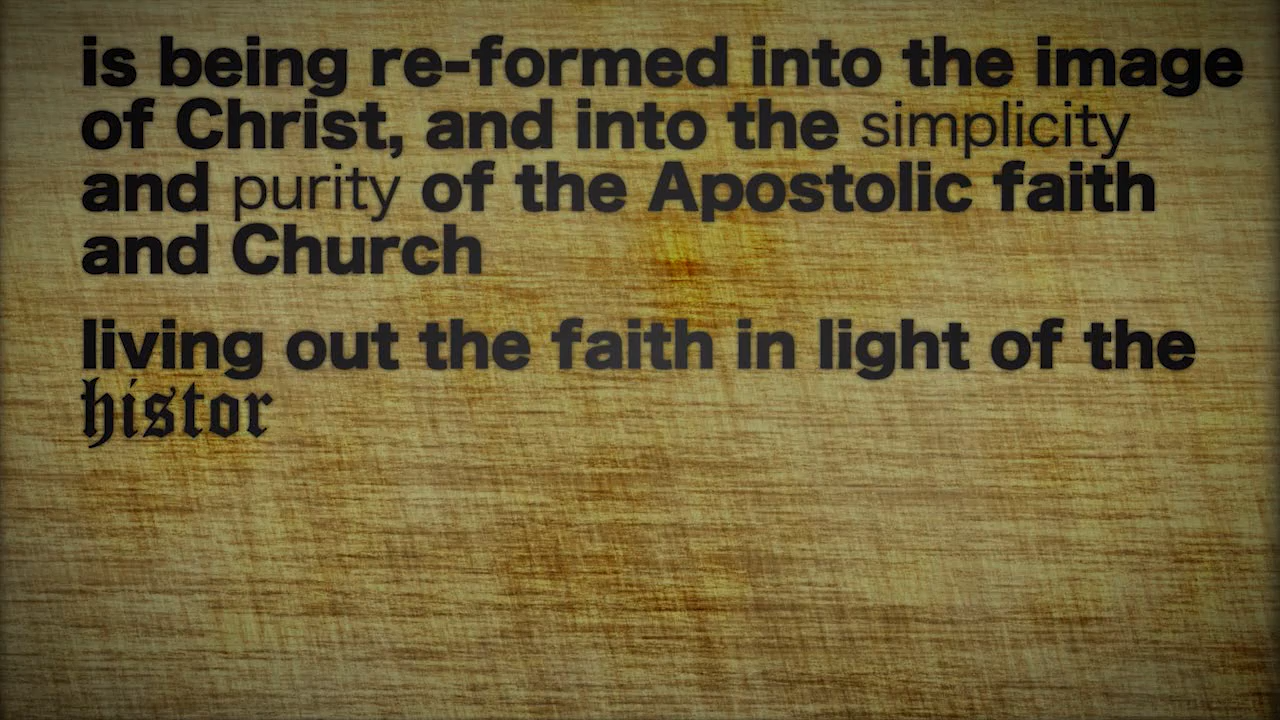 is being re-formed into the image
of Christ, and into the simplicity
and purity of the Apostolic faith
and Church
living out the faith in light of the
histor